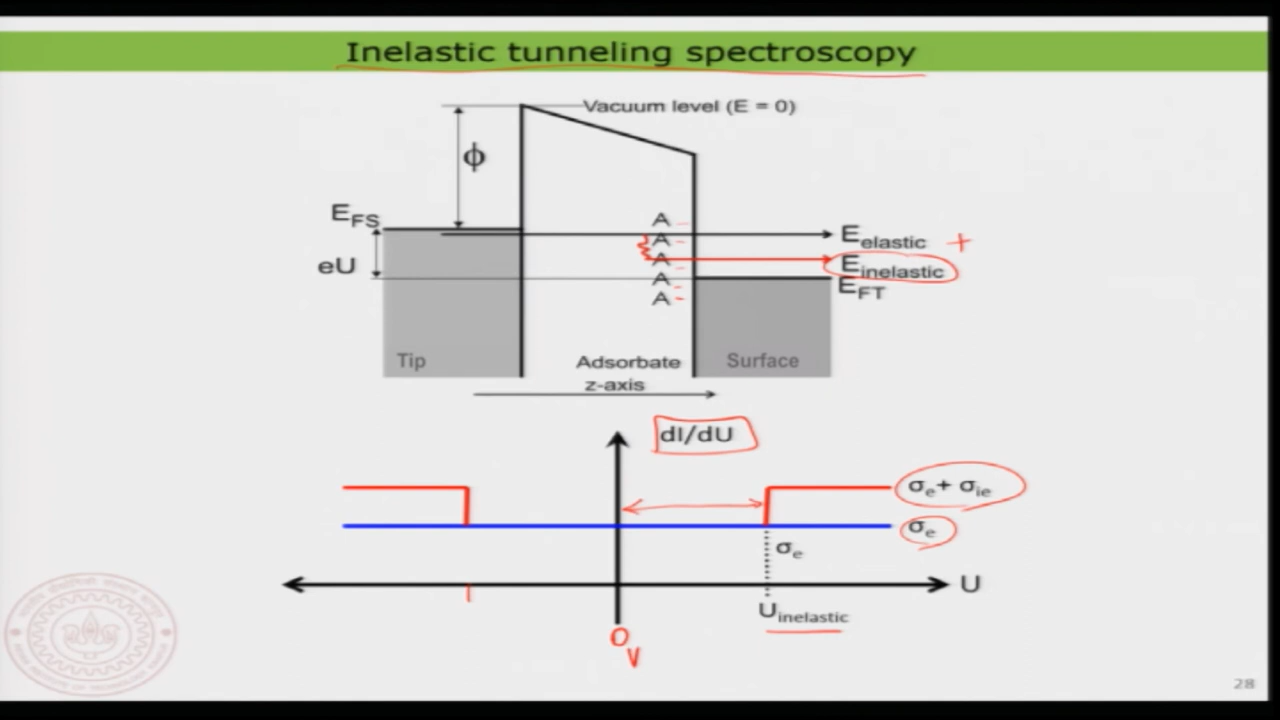 Inelastic tunneling spectroscopy
Vacuum level (E = 0)
ϕ
E_FS
A
E_elastic +
A
eU
A
E_inelastic
A
E_FT
A
Tip
Adsorbate
Surface
z-axis
dI/dU
σ_e + σ_ie
σ_e
σ_e
U
U_inelastic
0
V
28